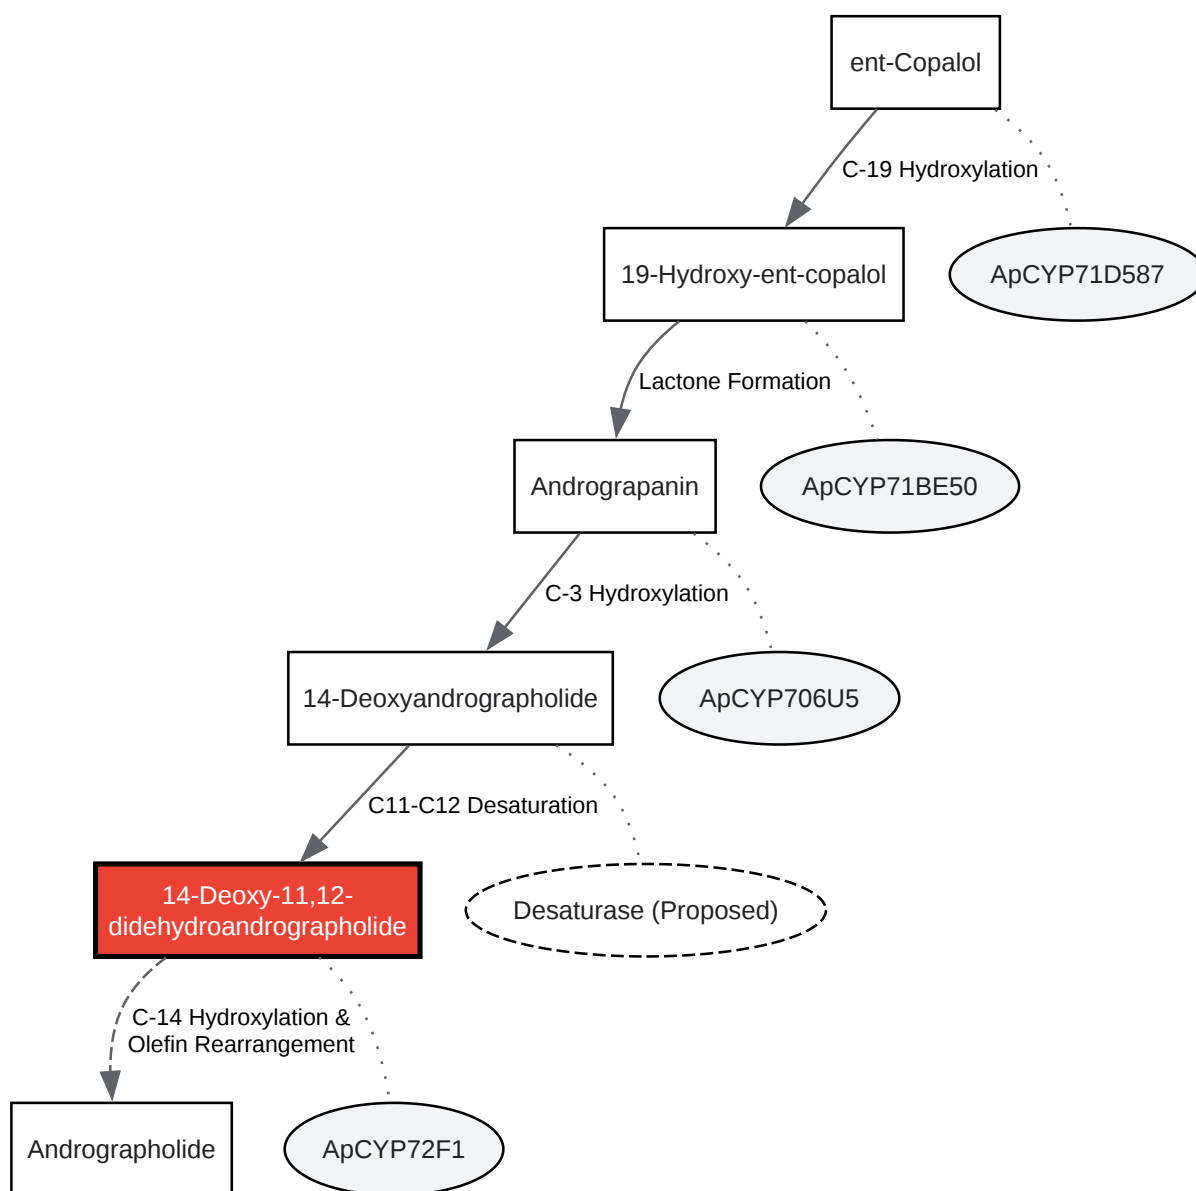 ent-Copalol
C-19 Hydroxylation
19-Hydroxy-ent-copalol
ApCYP71D587
Lactone Formation
Andrograpanin
ApCYP71BE50
C-3 Hydroxylation
14-Deoxyandrographolide
ApCYP706U5
C11-C12 Desaturation
14-Deoxy-11,12-
didehydroandrographolide
Desaturase (Proposed)
C-14 Hydroxylation &
Olefin Rearrangement
Andrographolide
ApCYP72F1